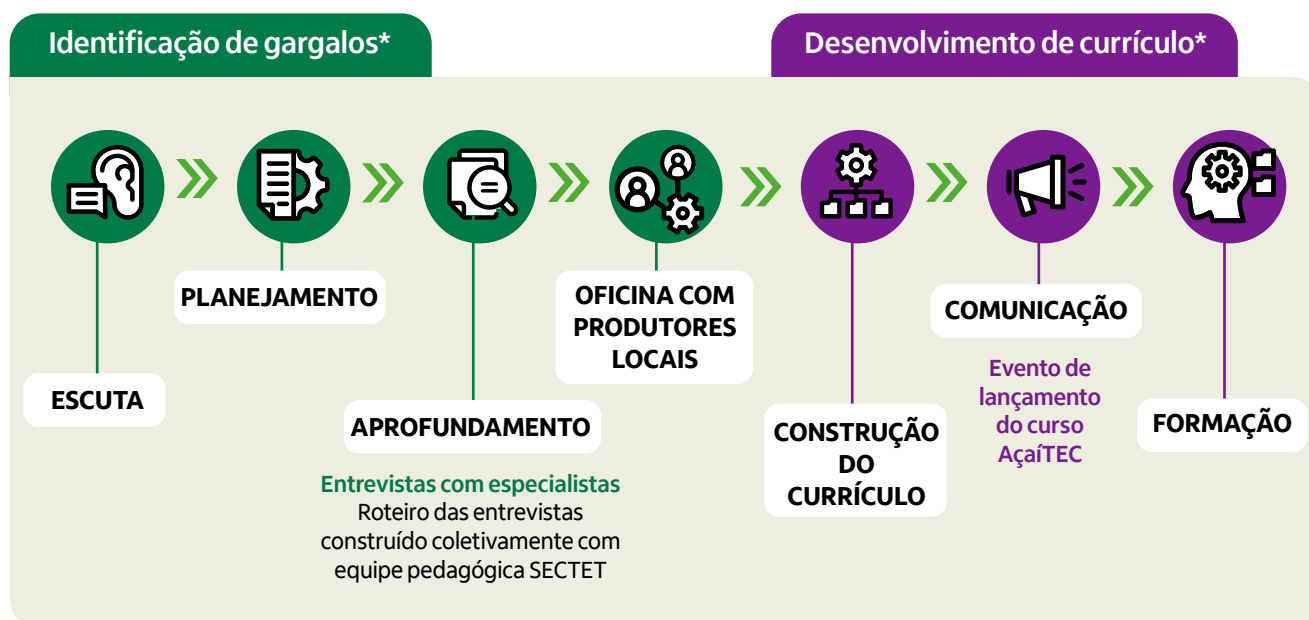 Identificação de gargalos*
Desenvolvimento de currículo*
ESCUTA
PLANEJAMENTO
APROFUNDAMENTO
Entrevistas com especialistas
Roteiro das entrevistas
construído coletivamente com
equipe pedagógica SECTET
OFICINA COM
PRODUTORES
LOCAIS
CONSTRUÇÃO
DO
CURRÍCULO
COMUNICAÇÃO
Evento de
lançamento
do curso
AçaíTEC
FORMAÇÃO